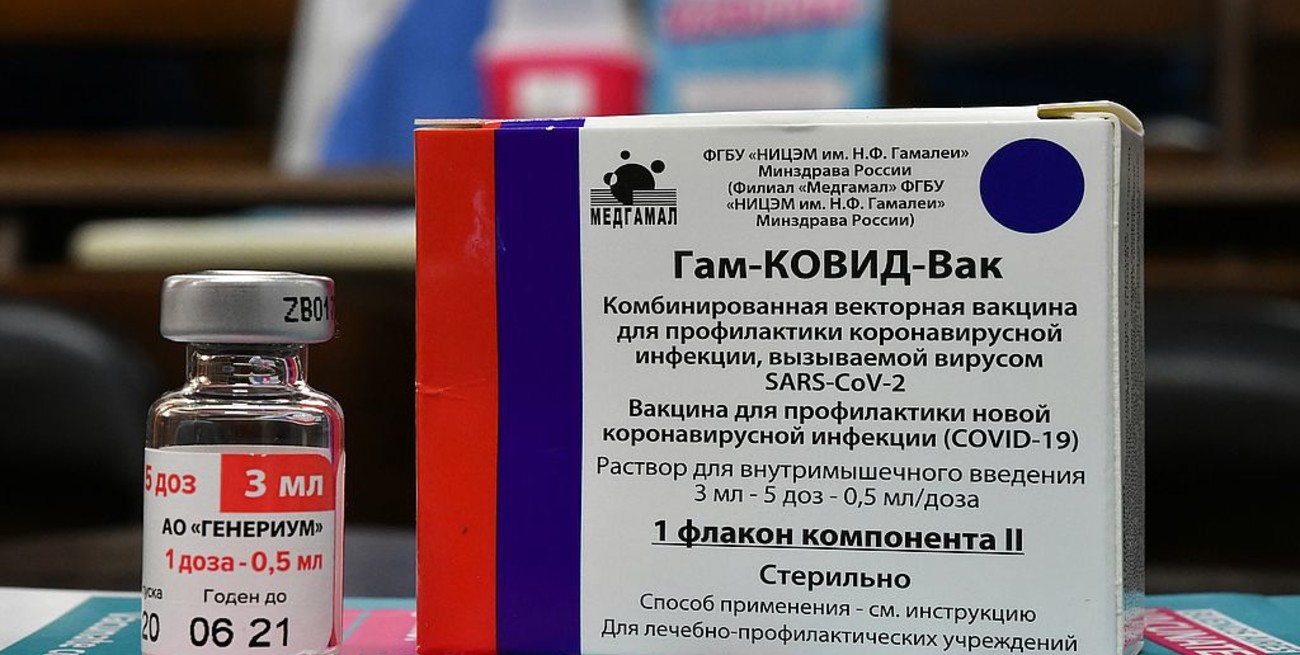 ZB01
5 доз
3 мл
АО «ГЕНЕРИУМ»
1 доза - 0,5 мл
Годен до
20 06 21
МЕДГАМАЛ
ФГБУ «НИЦЭМ им. Н.Ф. Гамалеи»
Минздрава России
(Филиал «Медгамал» ФГБУ
«НИЦЭМ им. Н.Ф. Гамалеи»
Минздрава России)
Гам-КОВИД-Вак
Комбинированная векторная вакцина
для профилактики коронавирусной
инфекции, вызываемой вирусом
SARS-CoV-2
Вакцина для профилактики новой
коронавирусной инфекции (COVID-19)
Раствор для внутримышечного введения
3 мл - 5 доз - 0,5 мл/доза
1 флакон компонента II
Стерильно
Способ применения - см. инструкцию
Для лечебно-профилактических учреждений